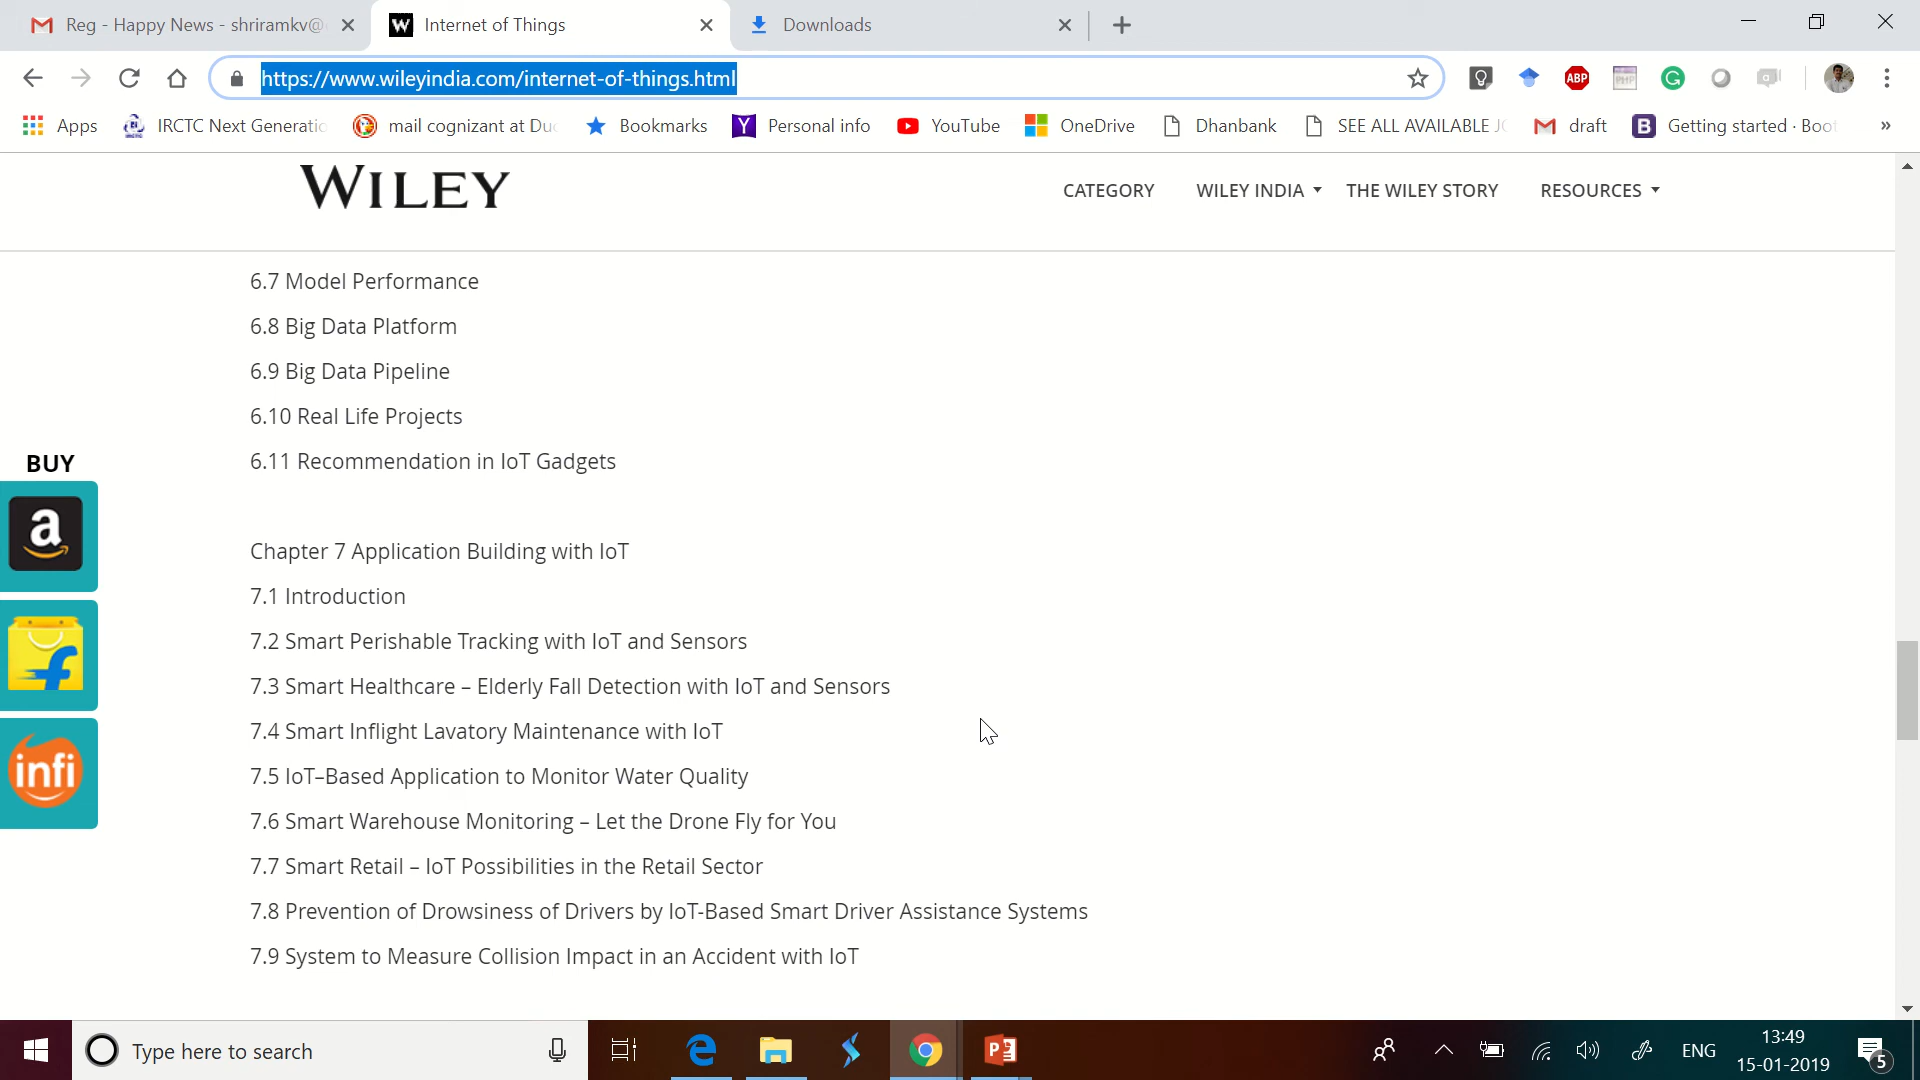 Reg - Happy News - shriramkv@
Internet of Things
Downloads
https://www.wileyindia.com/internet-of-things.html
ABP
PHP
Apps
IRCTC Next Generatio
mail cognizant at Duc
Bookmarks
Personal info
YouTube
OneDrive
Dhanbank
SEE ALL AVAILABLE JO
draft
Getting started · Boot
»
WILEY
CATEGORY
WILEY INDIA
THE WILEY STORY
RESOURCES
6.7 Model Performance
6.8 Big Data Platform
6.9 Big Data Pipeline
6.10 Real Life Projects
6.11 Recommendation in IoT Gadgets
BUY
a
infi
Chapter 7 Application Building with IoT
7.1 Introduction
7.2 Smart Perishable Tracking with IoT and Sensors
7.3 Smart Healthcare – Elderly Fall Detection with IoT and Sensors
7.4 Smart Inflight Lavatory Maintenance with IoT
7.5 IoT–Based Application to Monitor Water Quality
7.6 Smart Warehouse Monitoring – Let the Drone Fly for You
7.7 Smart Retail – IoT Possibilities in the Retail Sector
7.8 Prevention of Drowsiness of Drivers by IoT-Based Smart Driver Assistance Systems
7.9 System to Measure Collision Impact in an Accident with IoT
Type here to search
ENG
13:49
15-01-2019
5